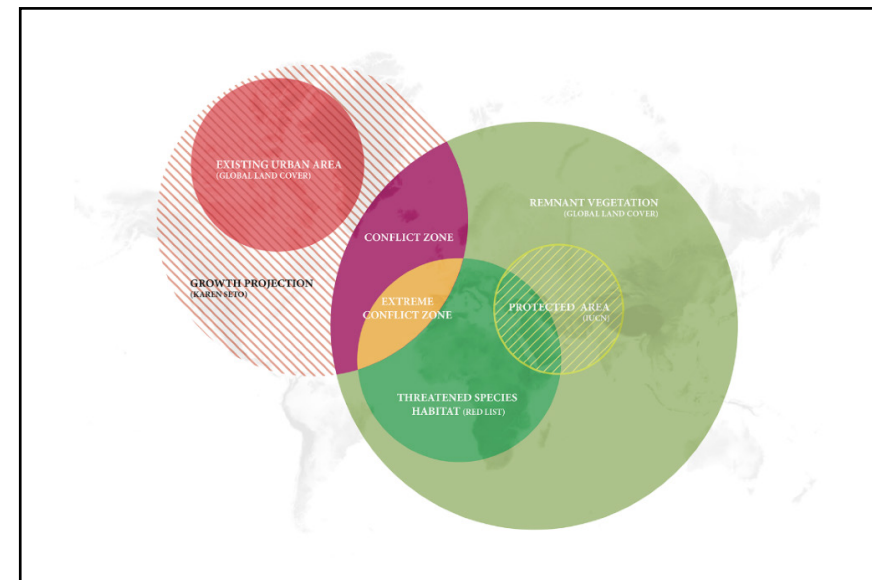 EXISTING URBAN AREA
(GLOBAL LAND COVER)
REMNANT VEGETATION
(GLOBAL LAND COVER)
CONFLICT ZONE
GROWTH PROJECTION
(KAREN SETO)
EXTREME
CONFLICT ZONE
PROTECTED AREA
(IUCN)
THREATENED SPECIES
HABITAT (RED LIST)